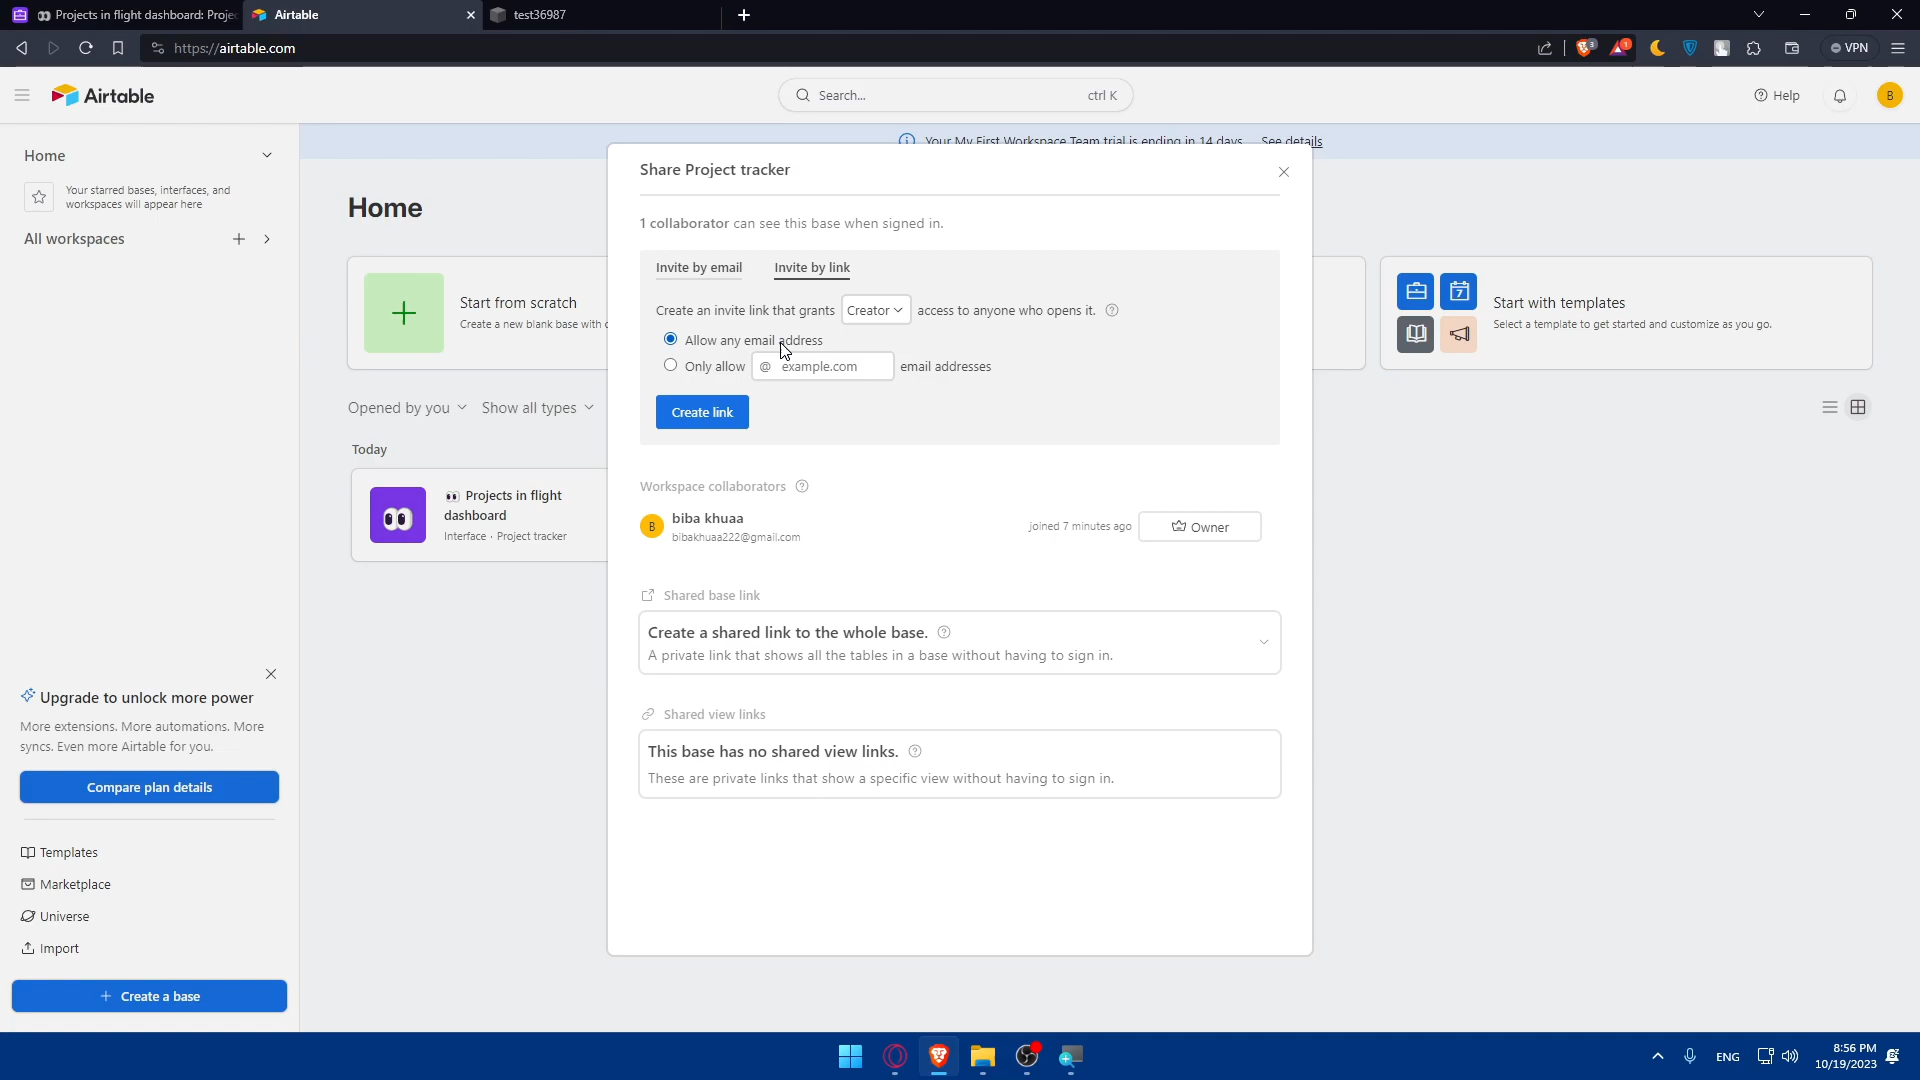 Projects in flight dashboard: Projec
Airtable
test36987
https://airtable.com
3
1
VPN
Airtable
Search...
ctrl K
Help
B
Home
Your starred bases, interfaces, and
workspaces will appear here
All workspaces
Your My First Workspace Team trial is ending in 14 days. See details
Home
Start from scratch
Create a new blank base with c
7
Start with templates
Select a template to get started and customize as you go.
Opened by you
Show all types
Today
Projects in flight
dashboard
Interface · Project tracker
Share Project tracker
1 collaborator can see this base when signed in.
Invite by email
Invite by link
Create an invite link that grants Creator access to anyone who opens it.
Allow any email address
Only allow @ example.com email addresses
Create link
Workspace collaborators
B
biba khuaa
bibakhuaa222@gmail.com
joined 7 minutes ago
Owner
Shared base link
Create a shared link to the whole base.
A private link that shows all the tables in a base without having to sign in.
Shared view links
This base has no shared view links.
These are private links that show a specific view without having to sign in.
Upgrade to unlock more power
More extensions. More automations. More
syncs. Even more Airtable for you.
Compare plan details
Templates
Marketplace
Universe
Import
+ Create a base
ENG
8:56 PM
10/19/2023